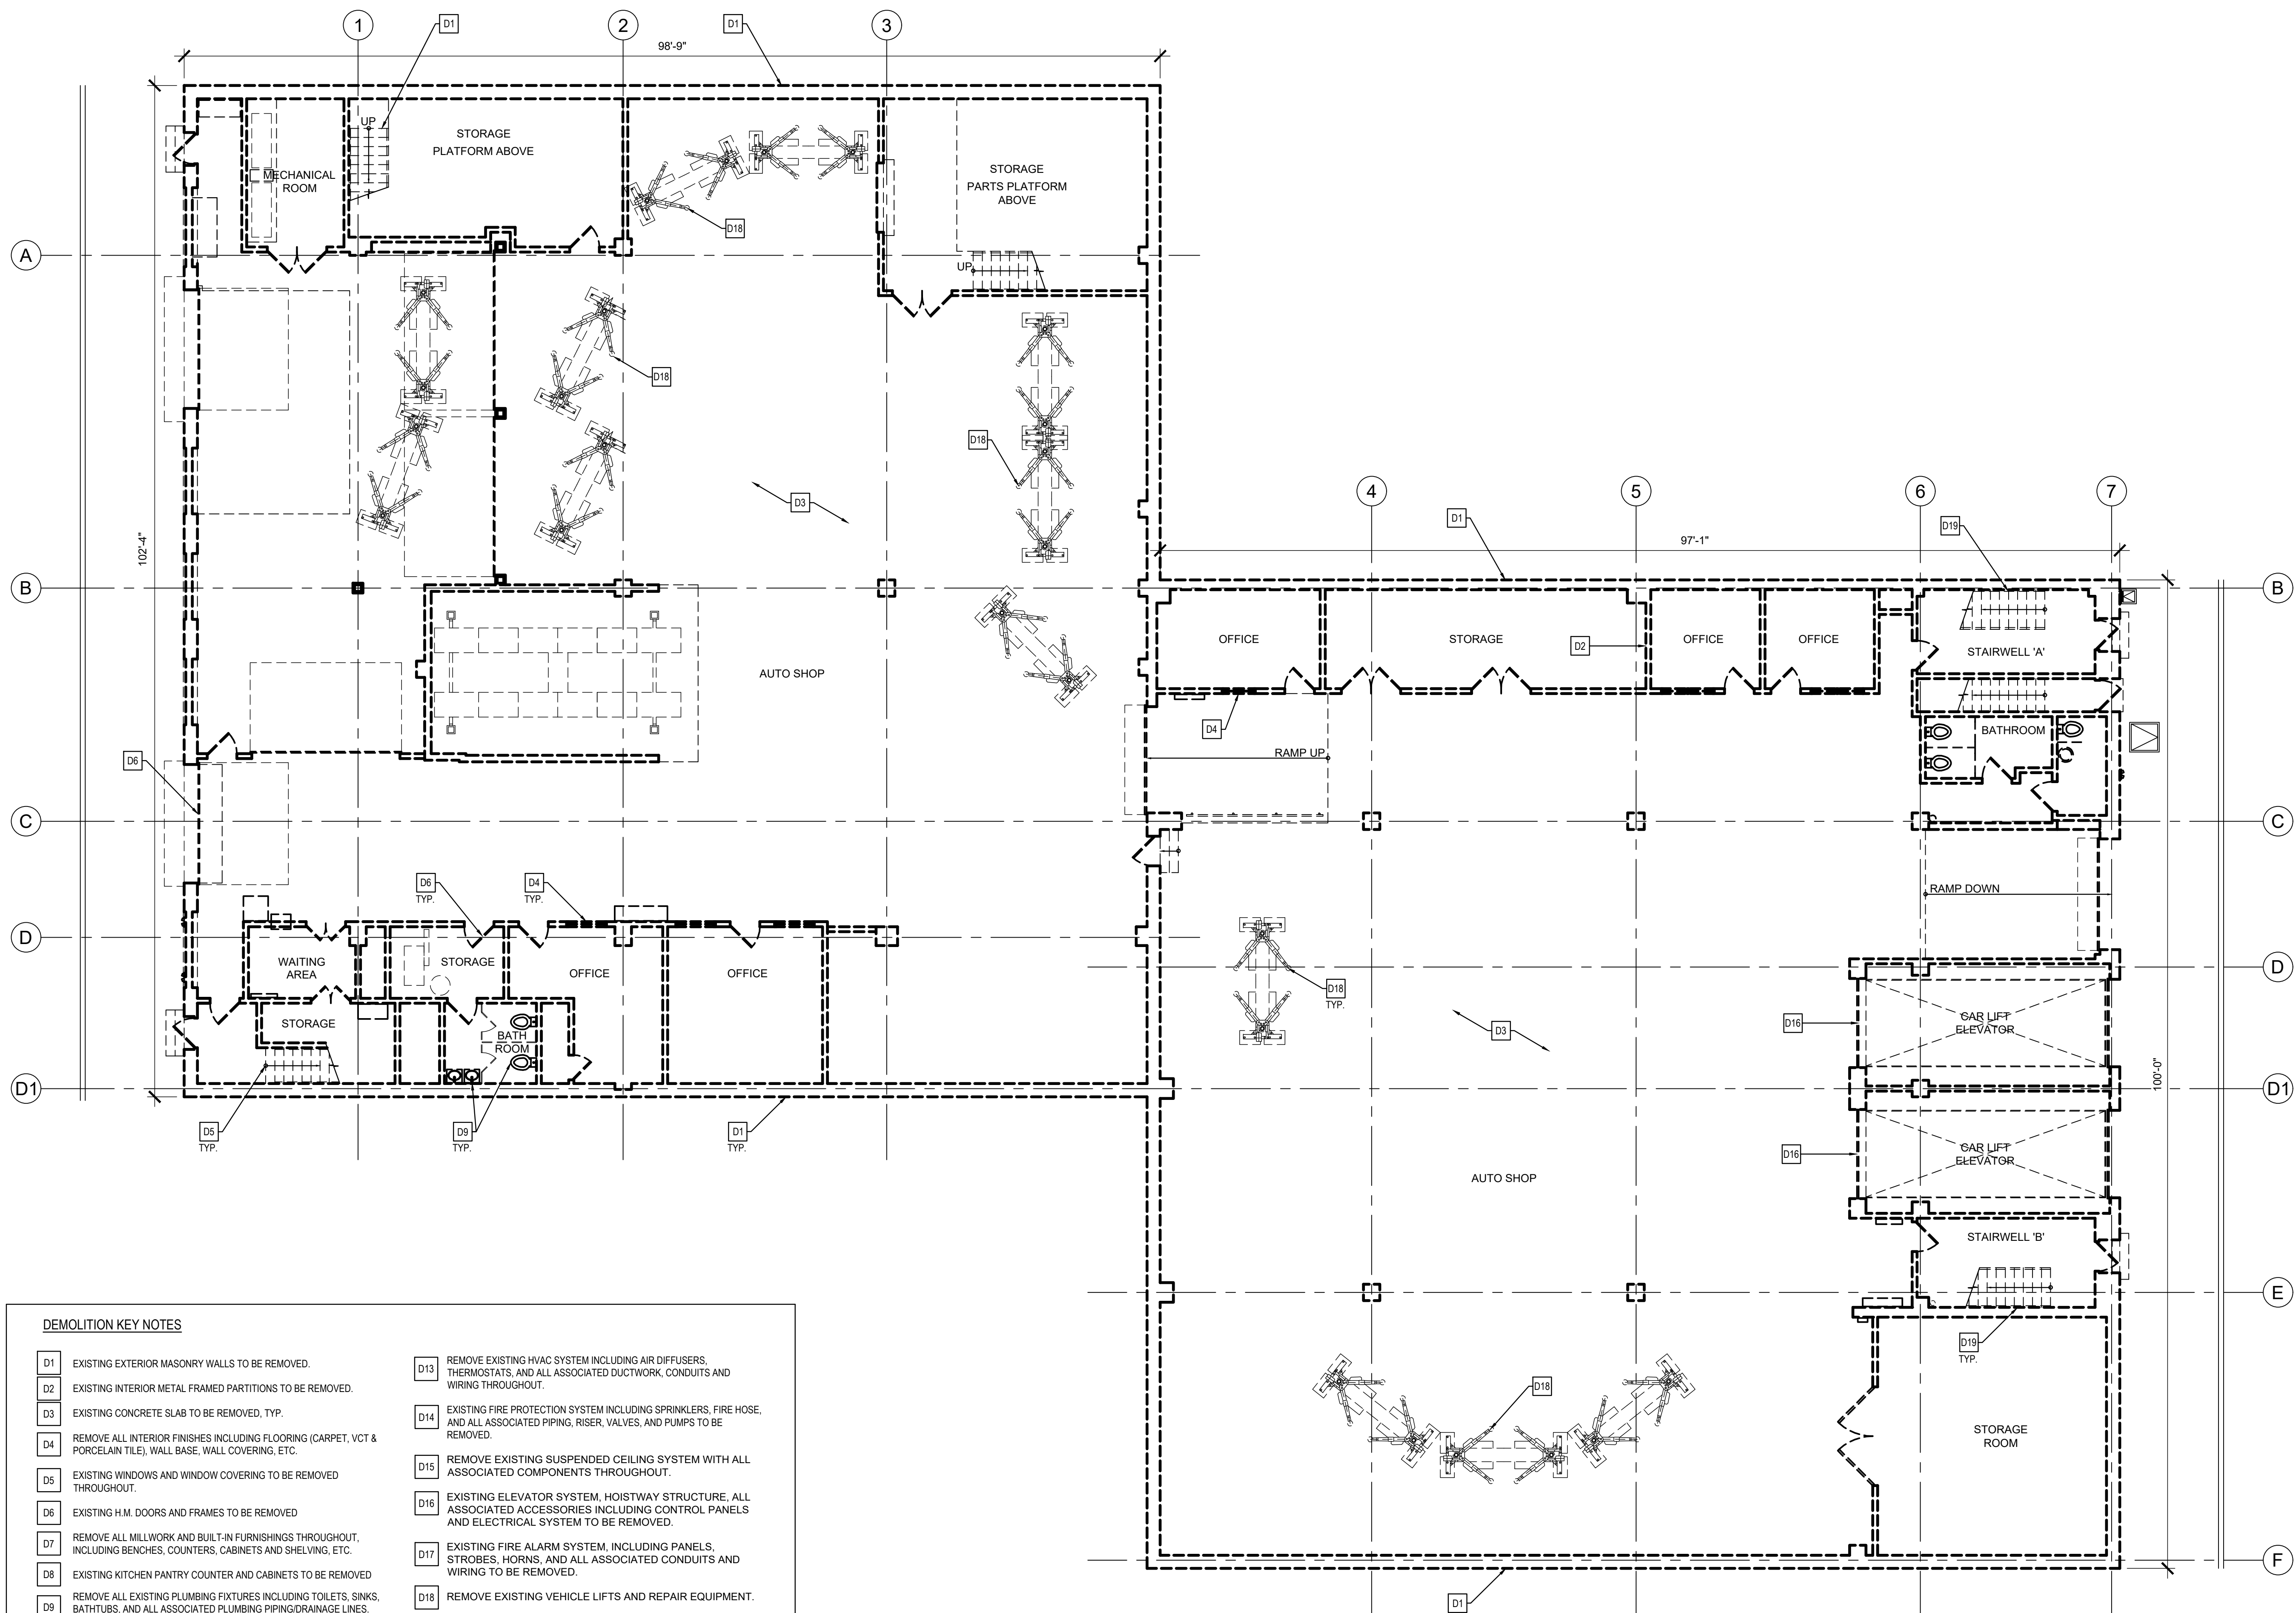 1
2
3
D1
D1
98'-9"
UP
STORAGE
PLATFORM ABOVE
MECHANICAL
ROOM
STORAGE
PARTS PLATFORM
ABOVE
D18
A
UP
D18
D18
D3
102'-4"
4
5
6
7
D1
D19
97'-1"
B
B
OFFICE
STORAGE
D2
OFFICE
OFFICE
STAIRWELL 'A'
AUTO SHOP
D4
BATHROOM
RAMP UP
D6
C
C
D6
TYP.
D4
TYP.
RAMP DOWN
D
WAITING
AREA
STORAGE
OFFICE
OFFICE
D
D18
TYP.
STORAGE
BATH
ROOM
D3
D16
CAR LIFT
ELEVATOR
D1
D1
100'-0"
D5
TYP.
D9
TYP.
D1
TYP.
D16
CAR LIFT
ELEVATOR
AUTO SHOP
STAIRWELL 'B'
E
D19
TYP.
D18
STORAGE
ROOM
F
D1
DEMOLITION KEY NOTES
D1 EXISTING EXTERIOR MASONRY WALLS TO BE REMOVED.
D2 EXISTING INTERIOR METAL FRAMED PARTITIONS TO BE REMOVED.
D3 EXISTING CONCRETE SLAB TO BE REMOVED, TYP.
D4 REMOVE ALL INTERIOR FINISHES INCLUDING FLOORING (CARPET, VCT &
PORCELAIN TILE), WALL BASE, WALL COVERING, ETC.
D5 EXISTING WINDOWS AND WINDOW COVERING TO BE REMOVED
THROUGHOUT.
D6 EXISTING H.M. DOORS AND FRAMES TO BE REMOVED
D7 REMOVE ALL MILLWORK AND BUILT-IN FURNISHINGS THROUGHOUT,
INCLUDING BENCHES, COUNTERS, CABINETS AND SHELVING, ETC.
D8 EXISTING KITCHEN PANTRY COUNTER AND CABINETS TO BE REMOVED
D9 REMOVE ALL EXISTING PLUMBING FIXTURES INCLUDING TOILETS, SINKS,
BATHTUBS, AND ALL ASSOCIATED PLUMBING PIPING/DRAINAGE LINES.
D13 REMOVE EXISTING HVAC SYSTEM INCLUDING AIR DIFFUSERS,
THERMOSTATS, AND ALL ASSOCIATED DUCTWORK, CONDUITS AND
WIRING THROUGHOUT.
D14 EXISTING FIRE PROTECTION SYSTEM INCLUDING SPRINKLERS, FIRE HOSE,
AND ALL ASSOCIATED PIPING, RISER, VALVES, AND PUMPS TO BE
REMOVED.
D15 REMOVE EXISTING SUSPENDED CEILING SYSTEM WITH ALL
ASSOCIATED COMPONENTS THROUGHOUT.
D16 EXISTING ELEVATOR SYSTEM, HOISTWAY STRUCTURE, ALL
ASSOCIATED ACCESSORIES INCLUDING CONTROL PANELS
AND ELECTRICAL SYSTEM TO BE REMOVED.
D17 EXISTING FIRE ALARM SYSTEM, INCLUDING PANELS,
STROBES, HORNS, AND ALL ASSOCIATED CONDUITS AND
WIRING TO BE REMOVED.
D18 REMOVE EXISTING VEHICLE LIFTS AND REPAIR EQUIPMENT.